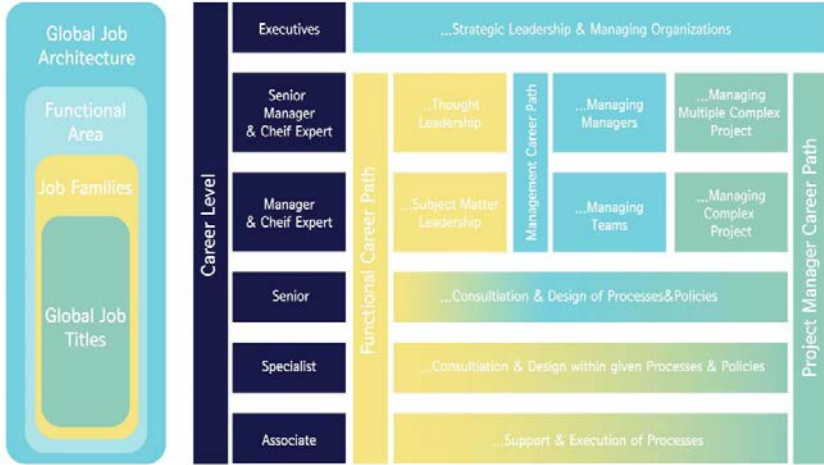 Global Job
Architecture
Functional
Area
Job Families
Global Job
Titles
Career Level
Executives
...Strategic Leadership & Managing Organizations
Senior
Manager
& Cheif Expert
Functional Career Path
...Thought
Leadership
Management Career Path
...Managing
Managers
...Managing
Multiple Complex
Project
Project Manager Career Path
Manager
& Cheif Expert
...Subject Matter
Leadership
...Managing
Teams
...Managing
Complex
Project
Senior
...Consultiation & Design of Processes&Policies
Specialist
...Consultiation & Design within given Processes & Policies
Associate
...Support & Execution of Processes